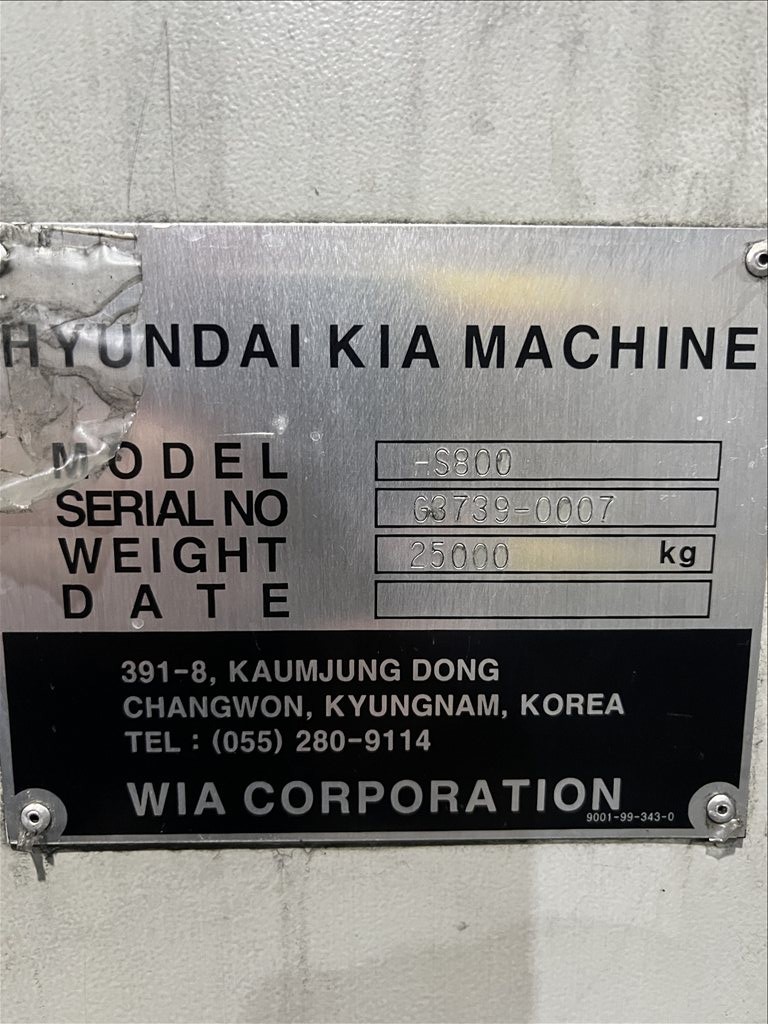 HYUNDAI KIA MACHINE
MODEL -S800
SERIAL NO G3739-0007
WEIGHT 25000 kg
DATE
391-8, KAUMJUNG DONG
CHANGWON, KYUNGNAM, KOREA
TEL : (055) 280-9114
WIA CORPORATION
9001-99-343-0